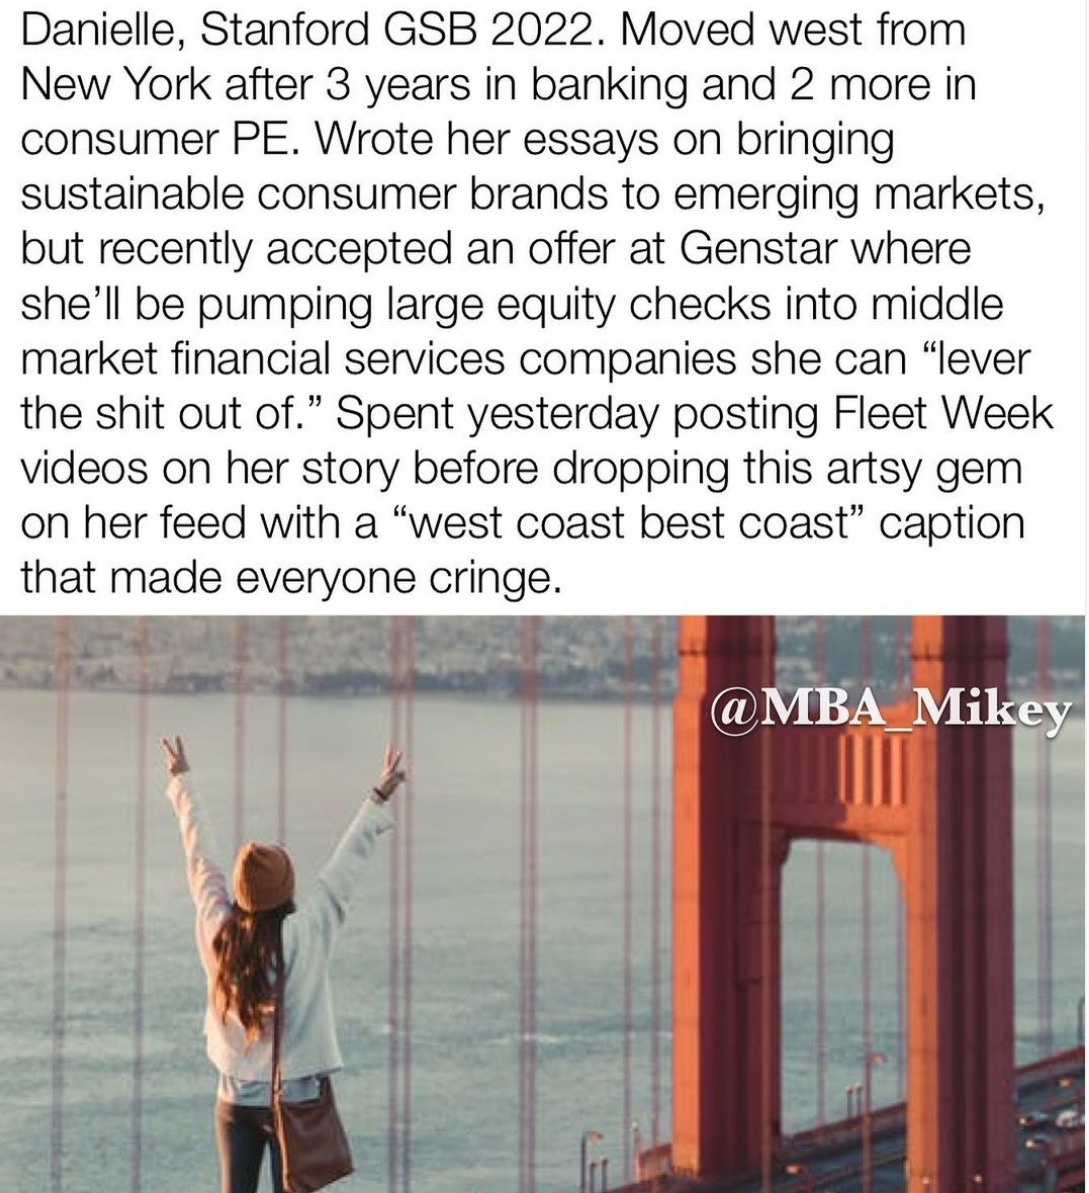 Danielle, Stanford GSB 2022. Moved west from
New York after 3 years in banking and 2 more in
consumer PE. Wrote her essays on bringing
sustainable consumer brands to emerging markets,
but recently accepted an offer at Genstar where
she’ll be pumping large equity checks into middle
market financial services companies she can “lever
the shit out of.” Spent yesterday posting Fleet Week
videos on her story before dropping this artsy gem
on her feed with a “west coast best coast” caption
that made everyone cringe.
@MBA_Mikey